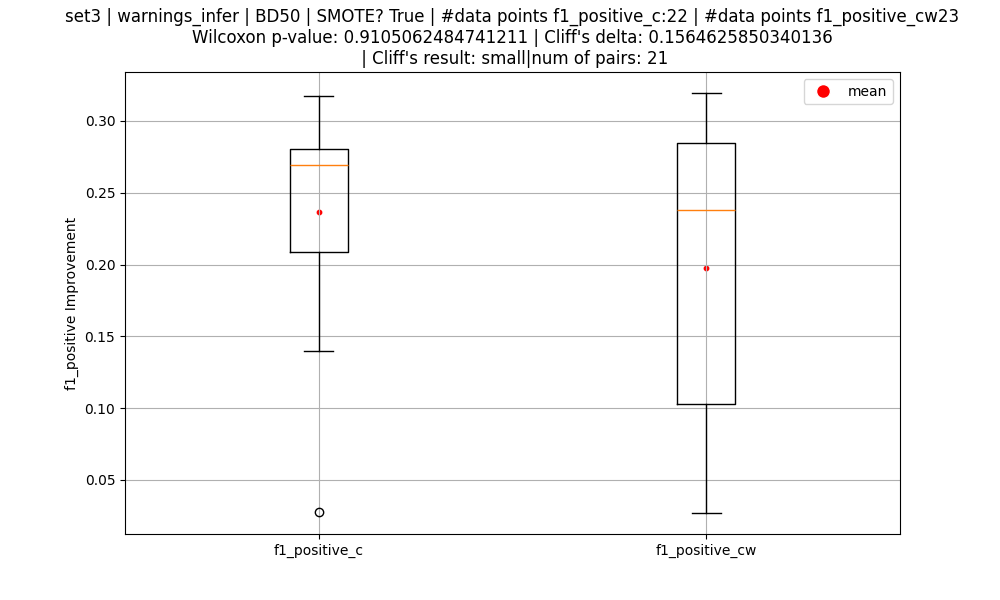 set3 | warnings_infer | BD50 | SMOTE? True | #data points f1_positive_c:22 | #data points f1_positive_cw23
Wilcoxon p-value: 0.9105062484741211 | Cliff's delta: 0.1564625850340136
| Cliff's result: small|num of pairs: 21
mean
f1_positive Improvement
0.30
0.25
0.20
0.15
0.10
0.05
f1_positive_c
f1_positive_cw